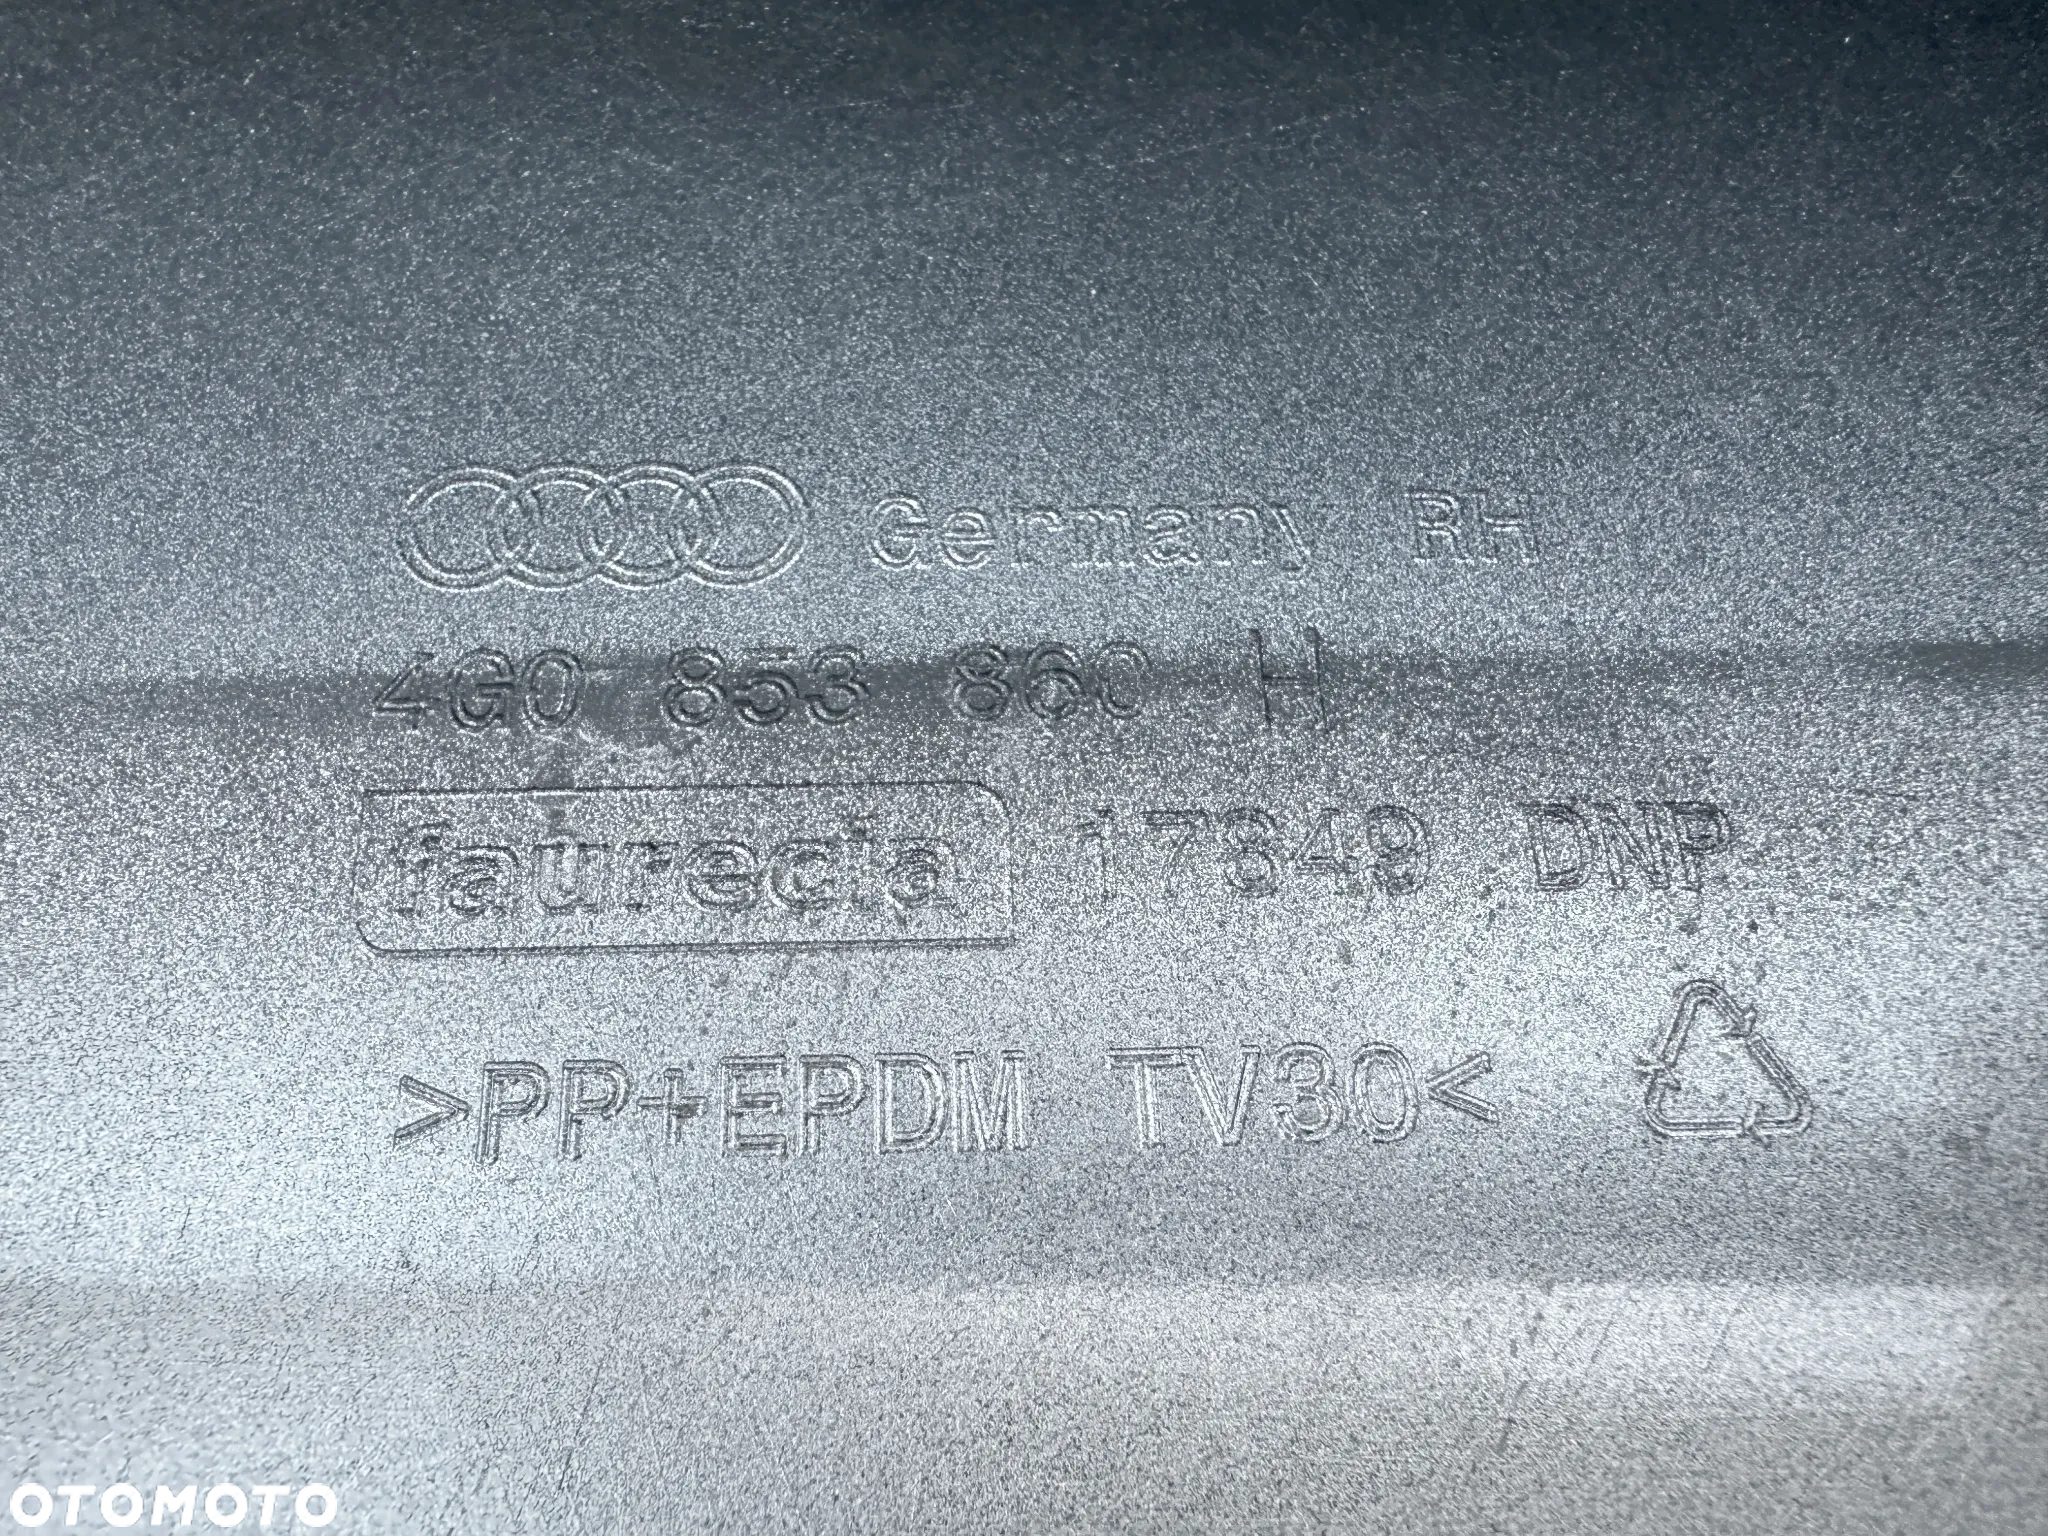 Germany RH
4G0 853 860 H
faurecia 17849 DNP
>PP+EPDM TV30<
OTOMOTO